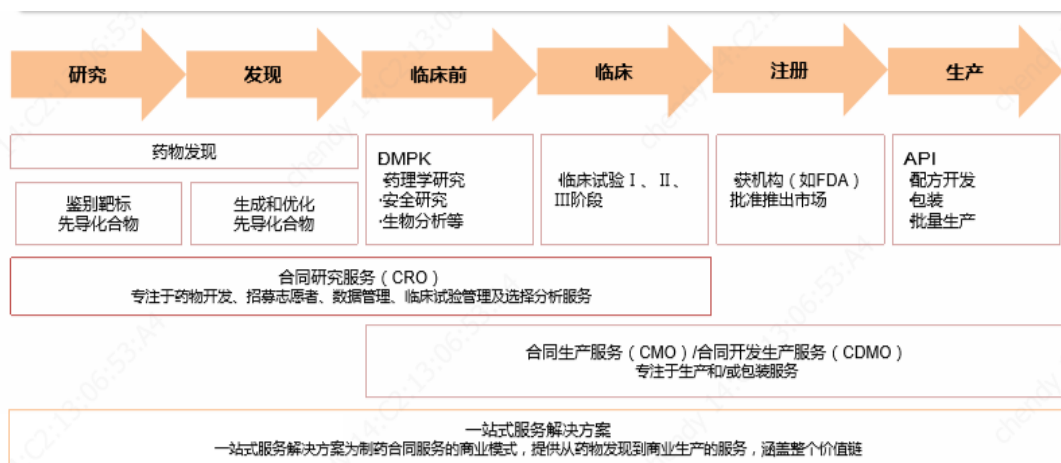 研究
发现
临床前
临床
注册
生产
药物发现
鉴别靶标
先导化合物
生成和优化
先导化合物
DMPK
·药理学研究
·安全研究
·生物分析等
·临床试验Ⅰ、Ⅱ、
III阶段
·获机构（如FDA）
批准推出市场
API
·配方开发
·包装
·批量生产
合同研究服务（CRO）
专注于药物开发、招募志愿者、数据管理、临床试验管理及选择分析服务
合同生产服务（CMO）/合同开发生产服务（CDMO）
专注于生产和/或包装服务
一站式服务解决方案
一站式服务解决方案为制药合同服务的商业模式，提供从药物发现到商业生产的服务，涵盖整个价值链